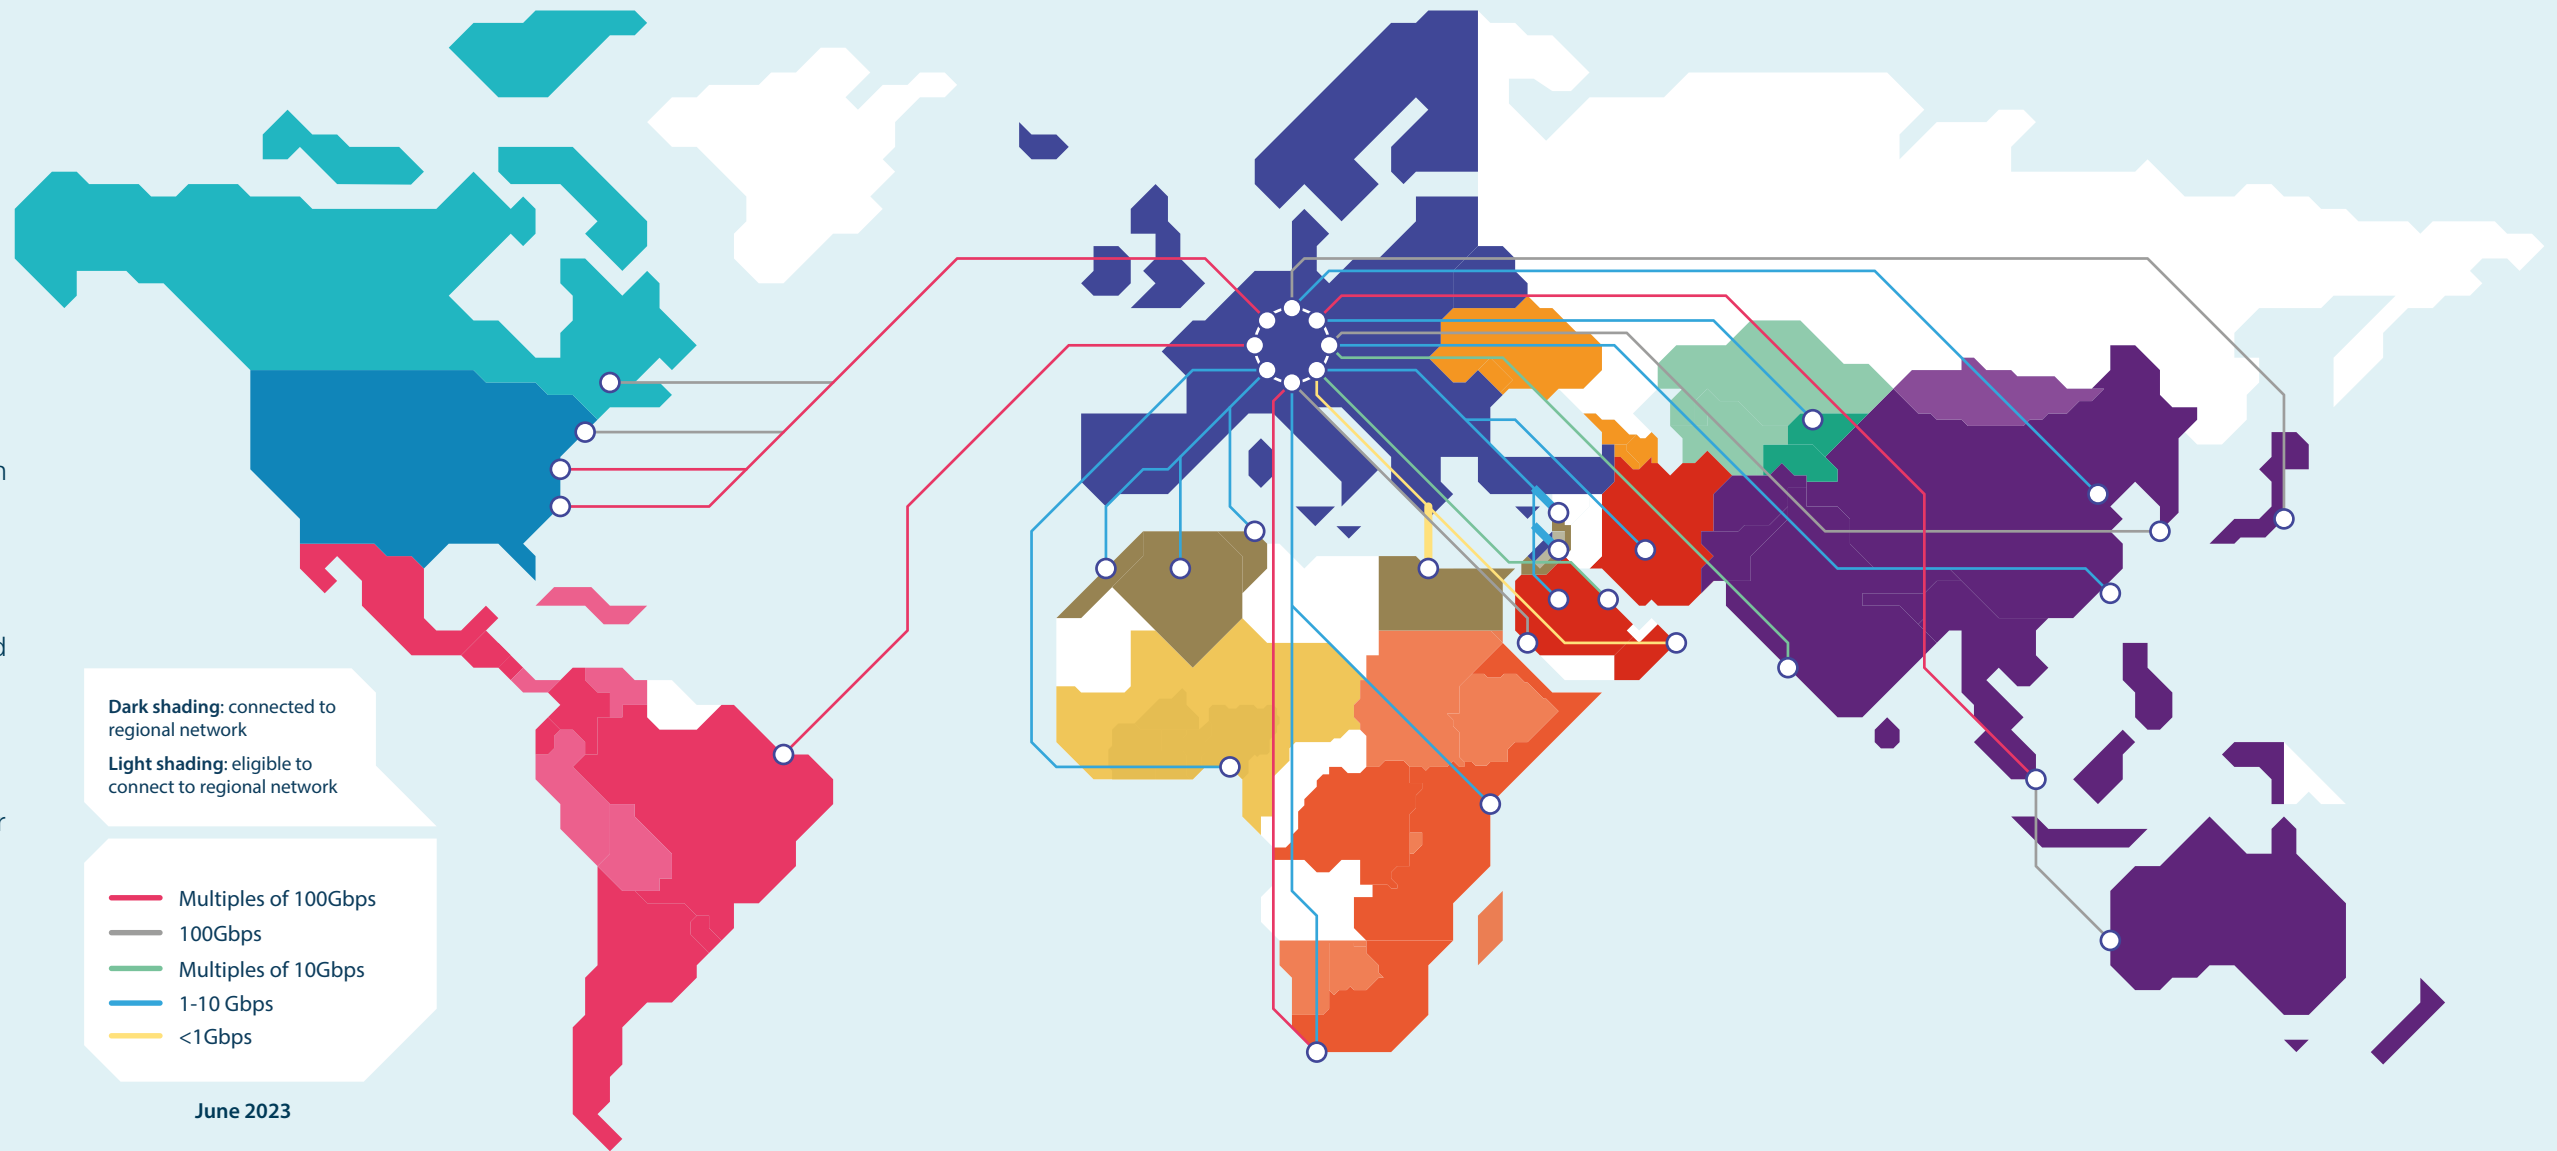 n
d
r
Dark shading: connected to
regional network
Light shading: eligible to
connect to regional network
Multiples of 100Gbps
100Gbps
Multiples of 10Gbps
1-10 Gbps
<1Gbps
June 2023